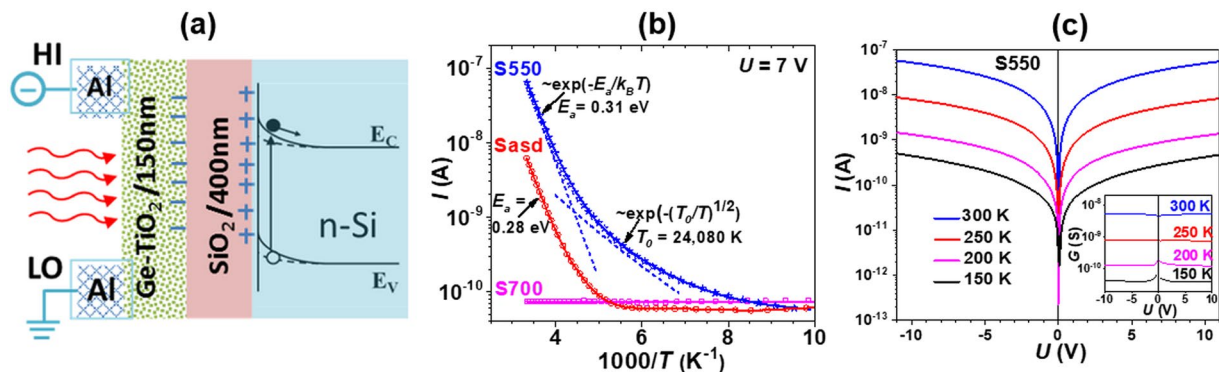 (a)
HI
Al
LO
Al
Ge-TiO2/150nm
SiO2/400nm
n-Si
EC
EV
(b)
10-7
10-8
10-9
10-10
I (A)
S550
U = 7 V
~exp(-Ea/kBT)
Ea = 0.31 eV
Sasd
Ea =
0.28 eV
~exp(-(T0/T)1/2)
T0 = 24,080 K
S700
4 6 8 10
1000/T (K-1)
(c)
10-7
10-8
10-9
10-10
10-11
10-12
10-13
I (A)
S550
300 K
250 K
200 K
150 K
-10 -5 0 5 10
U (V)
10-8
10-10
G (S)
300 K
250 K
200 K
150 K
-10 -5 0 5 10
U (V)